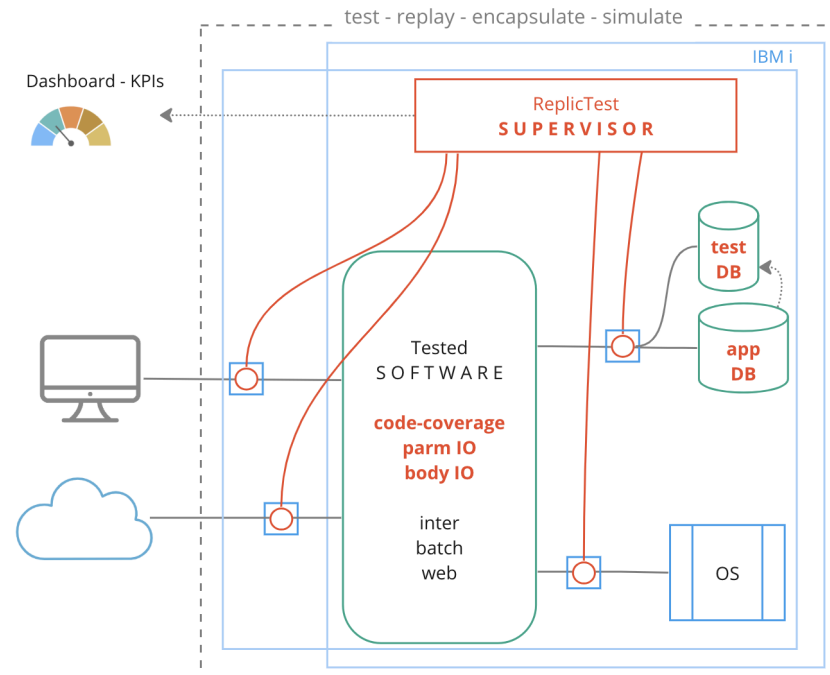 test - replay - encapsulate - simulate
IBM i
Dashboard - KPIs
ReplicTest
SUPERVISOR
test
DB
app
DB
Tested
SOFTWARE
code-coverage
parm IO
body IO
inter
batch
web
OS